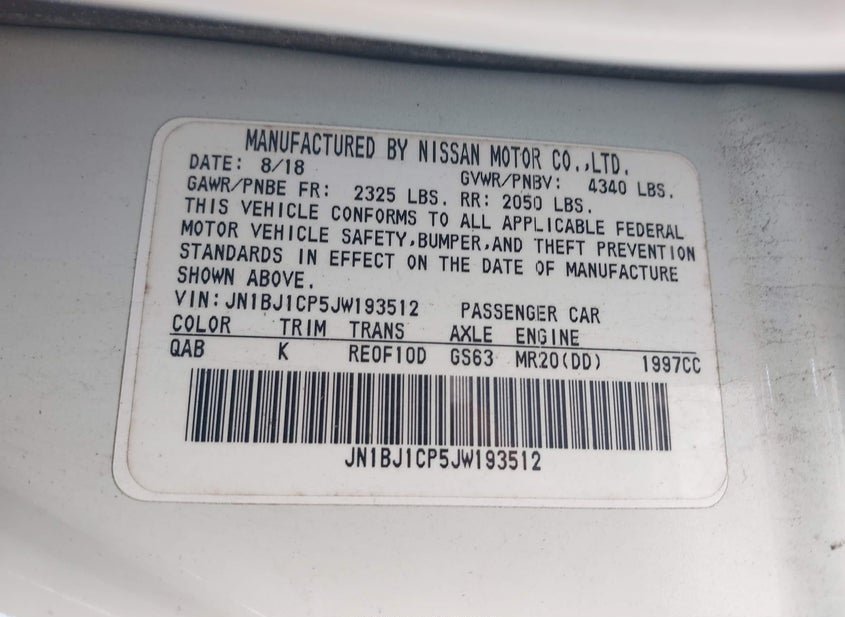 MANUFACTURED BY NISSAN MOTOR CO.,LTD.
DATE: 8/18 GVWR/PNBV: 4340 LBS.
GAWR/PNBE FR: 2325 LBS. RR: 2050 LBS.
THIS VEHICLE CONFORMS TO ALL APPLICABLE FEDERAL
MOTOR VEHICLE SAFETY,BUMPER,AND THEFT PREVENTION
STANDARDS IN EFFECT ON THE DATE OF MANUFACTURE
SHOWN ABOVE.
VIN: JN1BJ1CP5JW193512 PASSENGER CAR
COLOR TRIM TRANS AXLE ENGINE
QAB K RE0F10D GS63 MR20(DD) 1997CC
JN1BJ1CP5JW193512